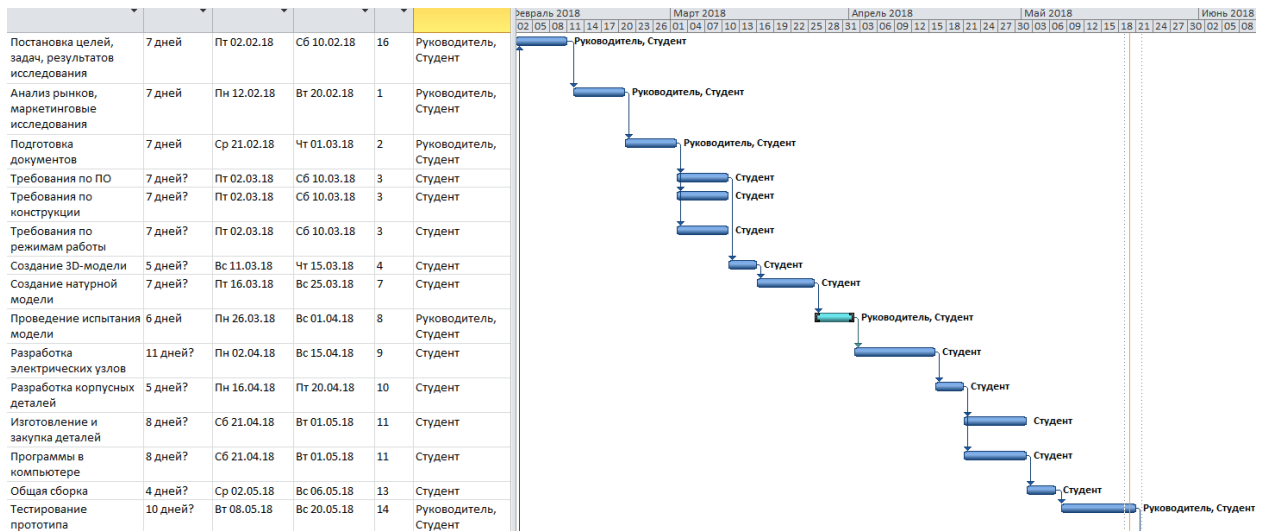 Февраль 2018 Март 2018 Апрель 2018 Май 2018 Июнь 2018
02 05 08 11 14 17 20 23 26 01 04 07 10 13 16 19 22 25 28 31 03 06 09 12 15 18 21 24 27 30 03 06 09 12 15 18 21 24 27 30 02 05 08
Постановка целей, 7 дней Пт 02.02.18 Сб 10.02.18 16 Руководитель, Руководитель, Студент
задач, результатов Студент
исследования
Анализ рынков, 7 дней Пн 12.02.18 Вт 20.02.18 1 Руководитель, Руководитель, Студент
маркетинговые Студент
исследования
Подготовка 7 дней Ср 21.02.18 Чт 01.03.18 2 Руководитель, Руководитель, Студент
документов Студент
Требования по ПО 7 дней? Пт 02.03.18 Сб 10.03.18 3 Студент Студент
Требования по 7 дней? Пт 02.03.18 Сб 10.03.18 3 Студент Студент
конструкции
Требования по 7 дней? Пт 02.03.18 Сб 10.03.18 3 Студент Студент
режимам работы
Создание 3D-модели 5 дней? Вс 11.03.18 Чт 15.03.18 4 Студент Студент
Создание натурной 7 дней? Пт 16.03.18 Вс 25.03.18 7 Студент Студент
модели
Проведение испытания 6 дней Пн 26.03.18 Вс 01.04.18 8 Руководитель, Руководитель, Студент
модели Студент
Разработка 11 дней? Пн 02.04.18 Вс 15.04.18 9 Студент Студент
электрических узлов
Разработка корпусных 5 дней? Пн 16.04.18 Пт 20.04.18 10 Студент Студент
деталей
Изготовление и 8 дней? Сб 21.04.18 Вт 01.05.18 11 Студент Студент
закупка деталей
Программы в 8 дней? Сб 21.04.18 Вт 01.05.18 11 Студент Студент
компьютере
Общая сборка 4 дней? Ср 02.05.18 Вс 06.05.18 13 Студент Студент
Тестирование 10 дней? Вт 08.05.18 Вс 20.05.18 14 Руководитель, Руководитель, Студент
прототипа Студент